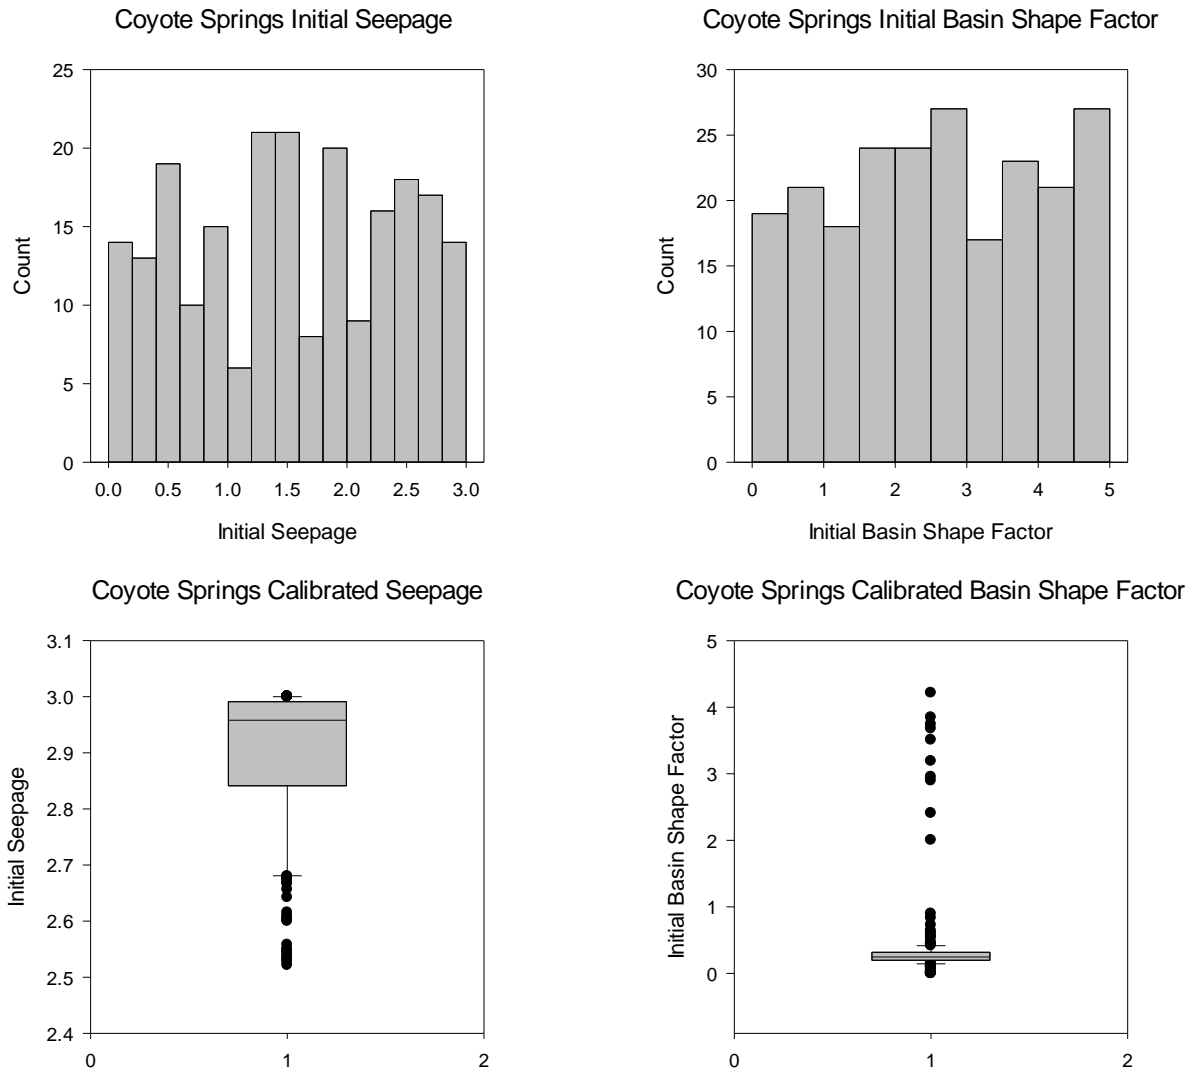 Coyote Springs Initial Seepage
25
20
15
10
5
0
Count
0.0 0.5 1.0 1.5 2.0 2.5 3.0
Initial Seepage
Coyote Springs Initial Basin Shape Factor
30
25
20
15
10
5
0
Count
0 1 2 3 4 5
Initial Basin Shape Factor
Coyote Springs Calibrated Seepage
3.1
3.0
2.9
2.8
2.7
2.6
2.5
2.4
Initial Seepage
0 1 2
Coyote Springs Calibrated Basin Shape Factor
5
4
3
2
1
0
Initial Basin Shape Factor
0 1 2